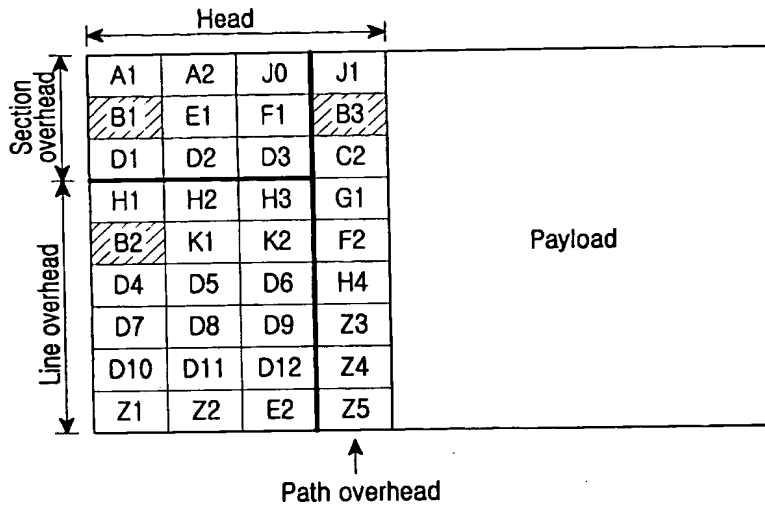 Head
Section overhead
A1 A2 J0 J1
B1 E1 F1 B3
D1 D2 D3 C2
Line overhead
H1 H2 H3 G1
B2 K1 K2 F2
Payload
D4 D5 D6 H4
D7 D8 D9 Z3
D10 D11 D12 Z4
Z1 Z2 E2 Z5
Path overhead